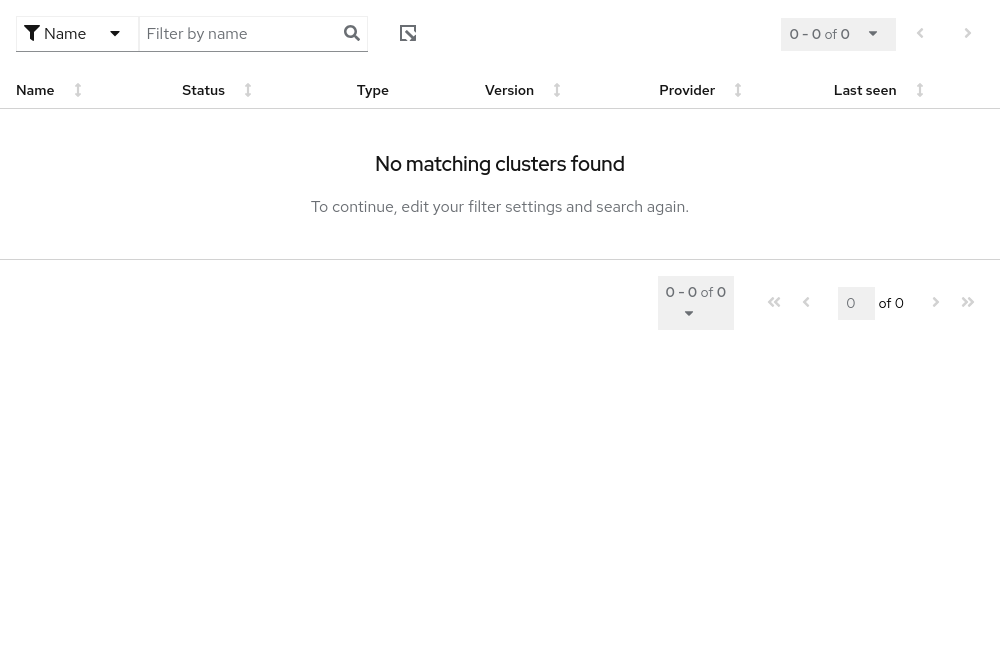 Name Filter by name 0 - 0 of 0
Name Status Type Version Provider Last seen
No matching clusters found
To continue, edit your filter settings and search again.
0 - 0 of 0 0 of 0